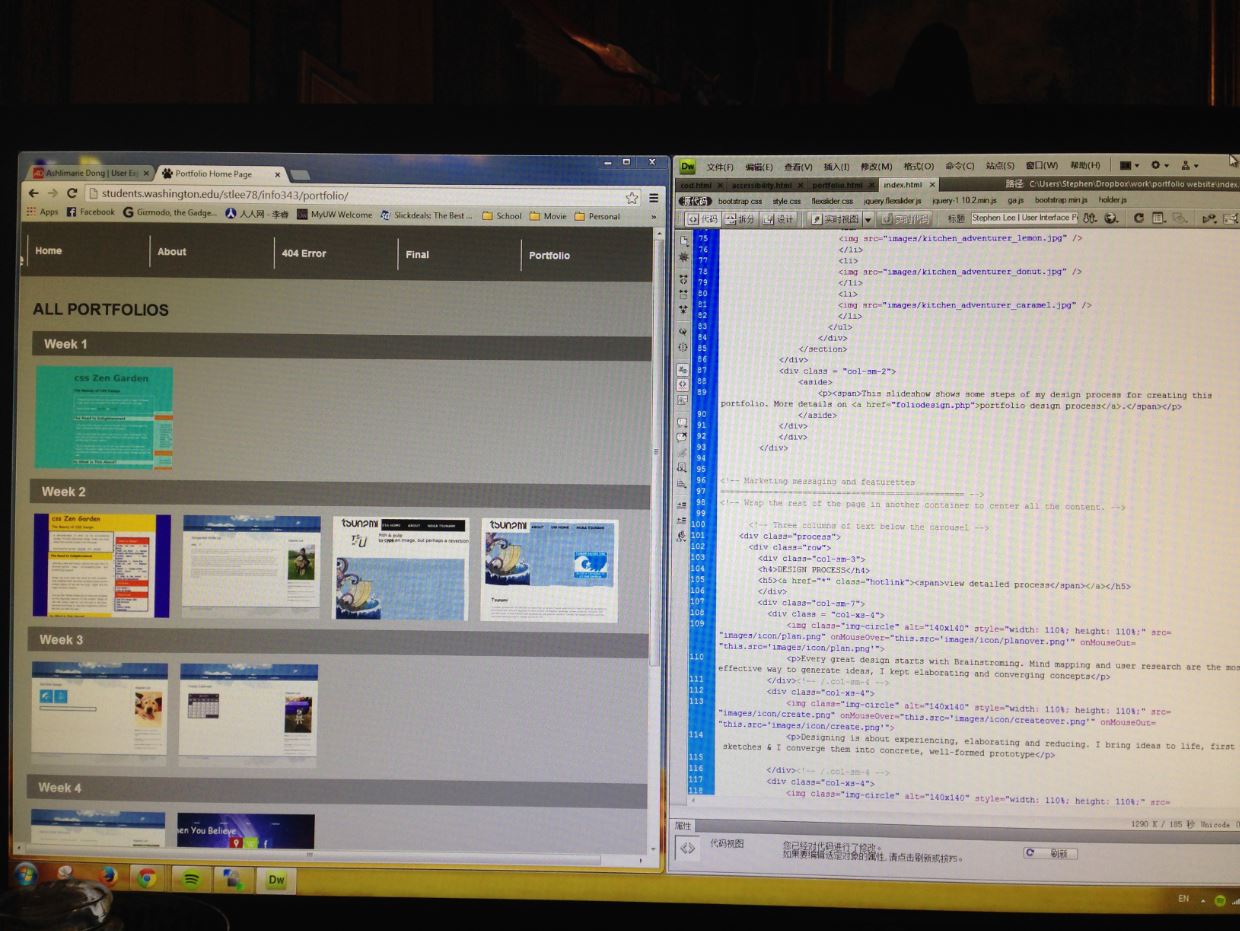 Ashlimarie Dong | User Ex
Portfolio Home Page
students.washington.edu/stlee78/info343/portfolio/
Apps
Facebook
Gizmodo, the Gadge...
人人网 - 李睿
MyUW Welcome
Slickdeals: The Best ...
School
Movie
Personal
»
Home
About
404 Error
Final
Portfolio
ALL PORTFOLIOS
Week 1
css Zen Garden
The Beauty of CSS Design
Week 2
css Zen Garden
tsunami
tsunami
Tsunami
Week 3
Week 4
hen You Believe
Dw
Dw
文件(F) 编辑(E) 查看(V) 插入(I) 修改(M) 格式(O) 命令(C) 站点(S) 窗口(W) 帮助(H)
accessibility.html
portfolio.html
index.html
路径: C:\Users\Stephen\Dropbox\work\portfolio website\index.
源代码 bootstrap.css style.css flexslider.css jquery.flexslider.js jquery-1.10.2.min.js ga.js bootstrap.min.js holder.js
代码 拆分 设计 实时视图 实时代码 标题 Stephen Lee | User Interface P
75
76 <img src="images/kitchen_adventurer_lemon.jpg" />
77 </li>
78 <li>
79 <img src="images/kitchen_adventurer_donut.jpg" />
80 </li>
81 <li>
82 <img src="images/kitchen_adventurer_caramel.jpg" />
83 </li>
84 </ul>
85 </div>
86 </section>
87 </div>
88 <div class = "col-sm-2">
89 <aside>
<p><span>This slideshow shows some steps of my design process for creating this
portfolio. More details on <a href="foliodesign.php">portfolio design process</a>.</span></p>
90 </aside>
91 </div>
92 </div>
93 </div>
94
95
96 <!-- Marketing messaging and featurettes
97 ================================================== -->
98 <!-- Wrap the rest of the page in another container to center all the content. -->
99
100 <!-- Three columns of text below the carousel -->
101 <div class="process">
102 <div class="row">
103 <div class="col-sm-3">
104 <h4>DESIGN PROCESS</h4>
105 <h5><a href="*" class="hotlink"><span>view detailed process</span></a></h5>
106 </div>
107 <div class="col-sm-7">
108 <div class = "col-xs-4">
109 <img class="img-circle" alt="140x140" style="width: 110%; height: 110%;" src=
"images/icon/plan.png" onMouseOver="this.src='images/icon/planover.png'" onMouseOut=
"this.src='images/icon/plan.png'">
110 <p>Every great design starts with Brainstroming. Mind mapping and user research are the mos
effective way to generate ideas, I kept elaborating and converging concepts</p>
111 </div><!-- /.col-sm-4 -->
112 <div class="col-xs-4">
113 <img class="img-circle" alt="140x140" style="width: 110%; height: 110%;" src=
"images/icon/create.png" onMouseOver="this.src='images/icon/createover.png'" onMouseOut=
"this.src='images/icon/create.png'">
114 <p>Designing is about experiencing, elaborating and reducing. I bring ideas to life, first
sketches & I converge them into concrete, well-formed prototype</p>
115
116 </div><!-- /.col-sm-4 -->
117 <div class="col-xs-4">
118 <img class="img-circle" alt="140x140" style="width: 110%; height: 110%;" src=
1290 K / 185 秒 Unicode
属性
代码视图
您已经对代码进行了修改。
如果要编辑选定对象的属性,请点击刷新或按F5。
刷新
EN